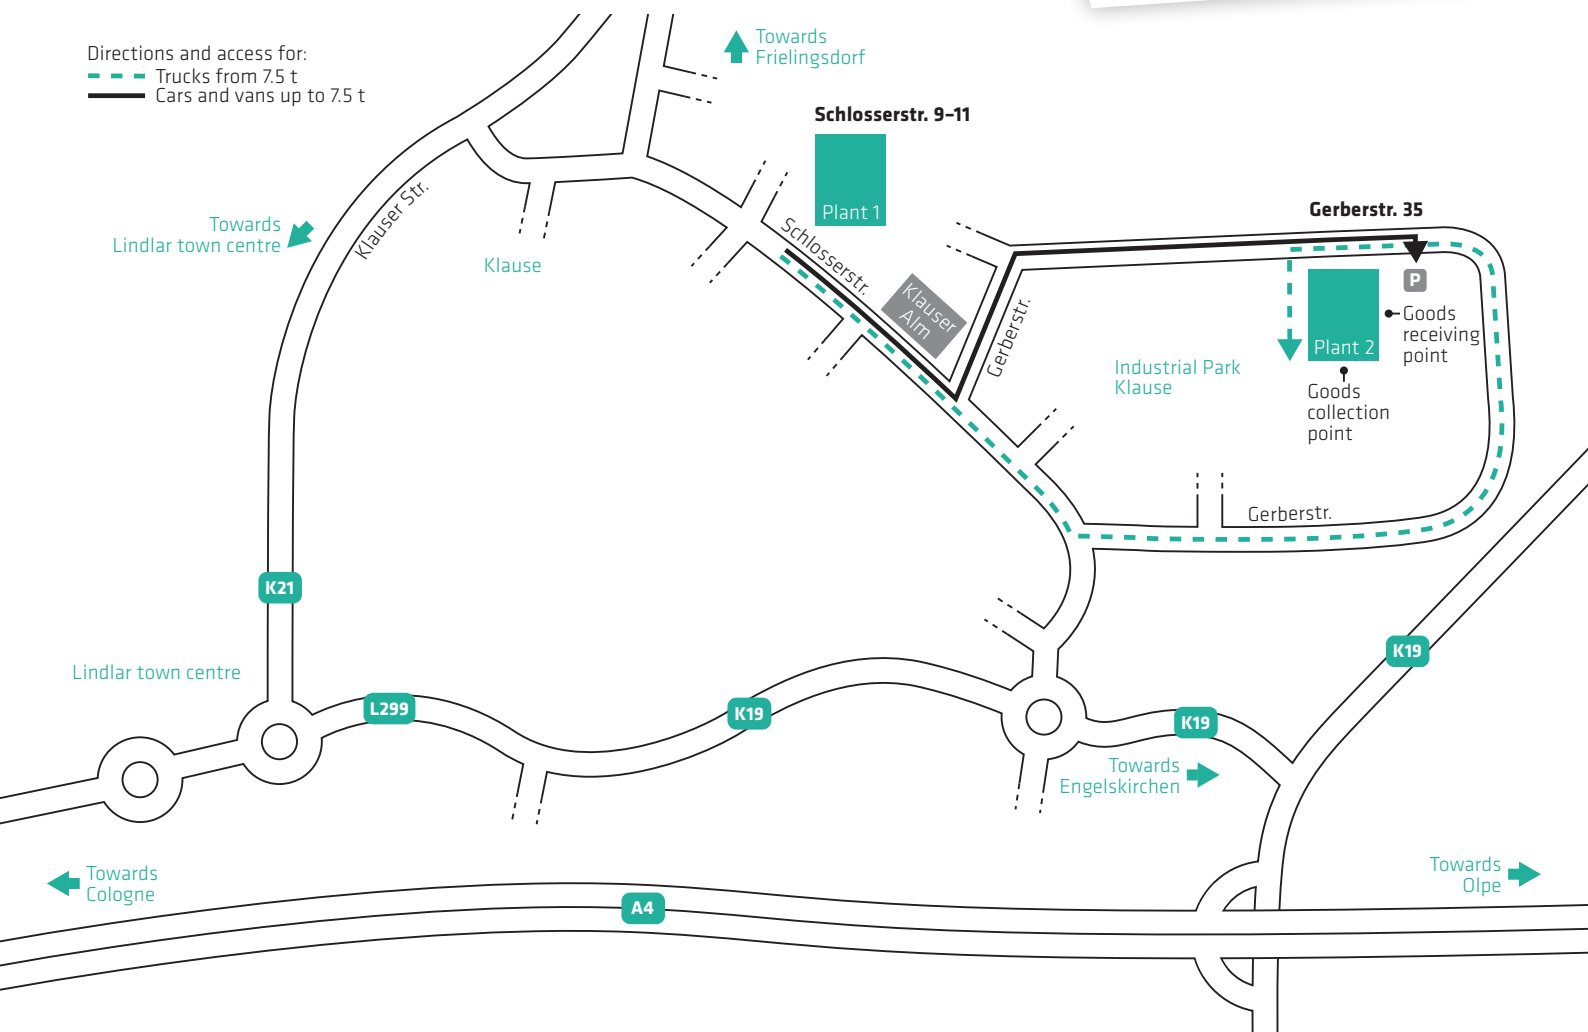 Directions and access for:
Trucks from 7.5 t
Cars and vans up to 7.5 t
Towards
Frielingsdorf
Schlosserstr. 9–11
Plant 1
Klauser Str.
Towards
Lindlar town centre
Klause
Schlosserstr.
Klauser
Alm
Gerberstr.
Gerberstr. 35
P
Plant 2
Goods
receiving
point
Goods
collection
point
Industrial Park
Klause
Gerberstr.
K21
Lindlar town centre
L299
K19
K19
K19
Towards
Engelskirchen
Towards
Cologne
A4
Towards
Olpe